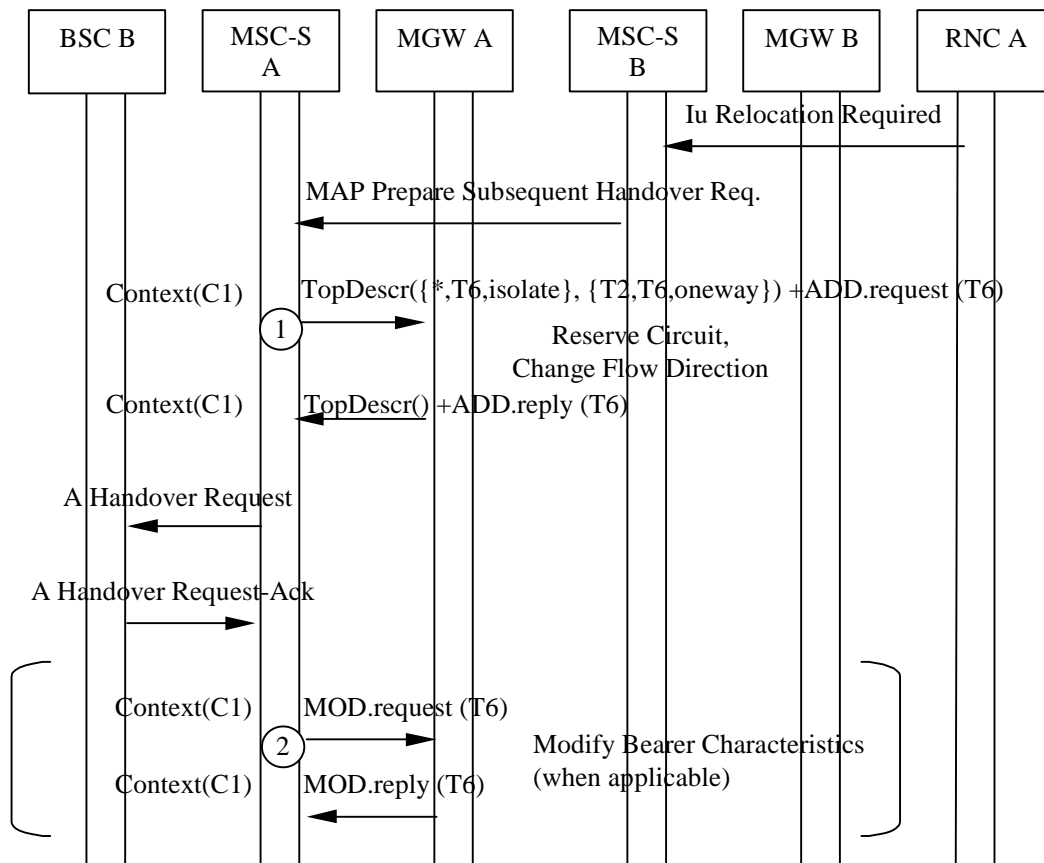 BSC B
MSC-S
A
MGW A
MSC-S
B
MGW B
RNC A
Iu Relocation Required
MAP Prepare Subsequent Handover Req.
Context(C1)
TopDescr({*,T6,isolate}, {T2,T6,oneway}) +ADD.request (T6)
1
Reserve Circuit,
Change Flow Direction
Context(C1)
TopDescr() +ADD.reply (T6)
A Handover Request
A Handover Request-Ack
Context(C1)
MOD.request (T6)
2
Modify Bearer Characteristics
(when applicable)
Context(C1)
MOD.reply (T6)